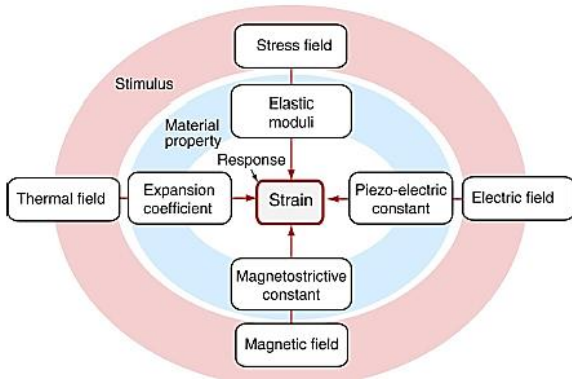 Stress field
Stimulus
Elastic
moduli
Material
property
Response
Thermal field
Expansion
coefficient
Strain
Piezo-electric
constant
Electric field
Magnetostrictive
constant
Magnetic field